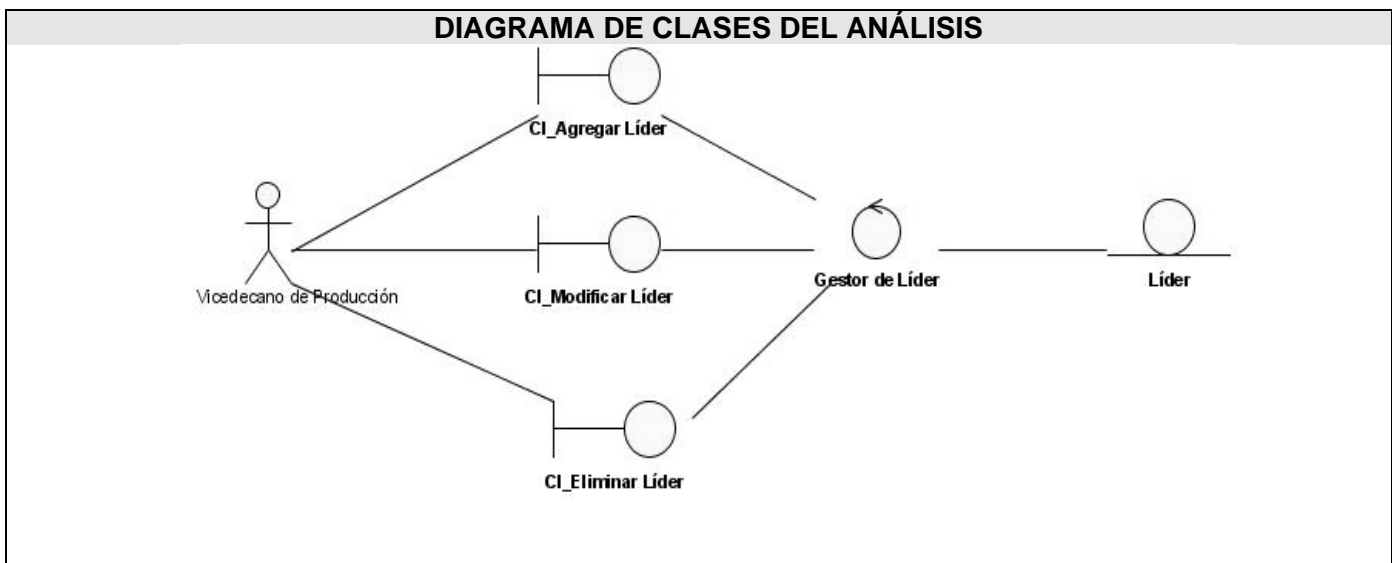 DIAGRAMA DE CLASES DEL ANÁLISIS
CI_Agregar Líder
Vicedecano de Producción
CI_Modificar Líder
Gestor de Líder
Líder
CI_Eliminar Líder